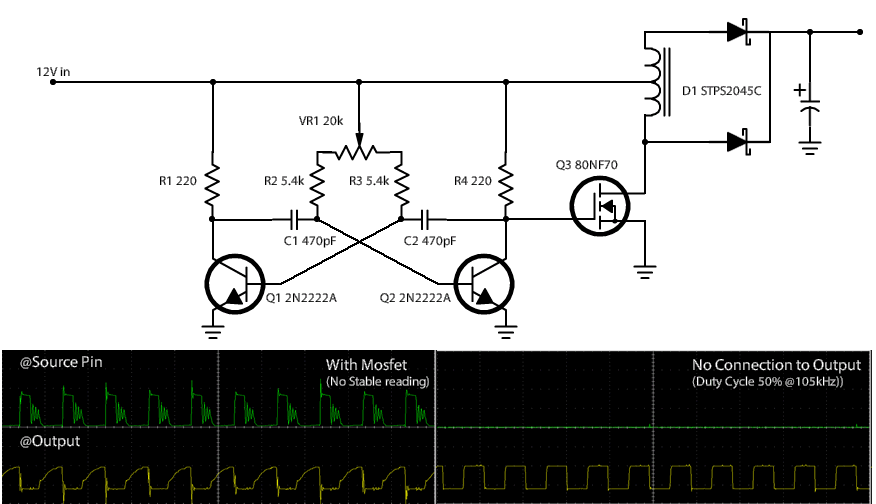 12V in
D1 STPS2045C
VR1 20k
Q3 80NF70
R1 220
R2 5.4k
R3 5.4k
R4 220
C1 470pF
C2 470pF
Q1 2N2222A
Q2 2N2222A
@Source Pin
With Mosfet
(No Stable reading)
No Connection to Output
(Duty Cycle 50% @105kHz))
@Output